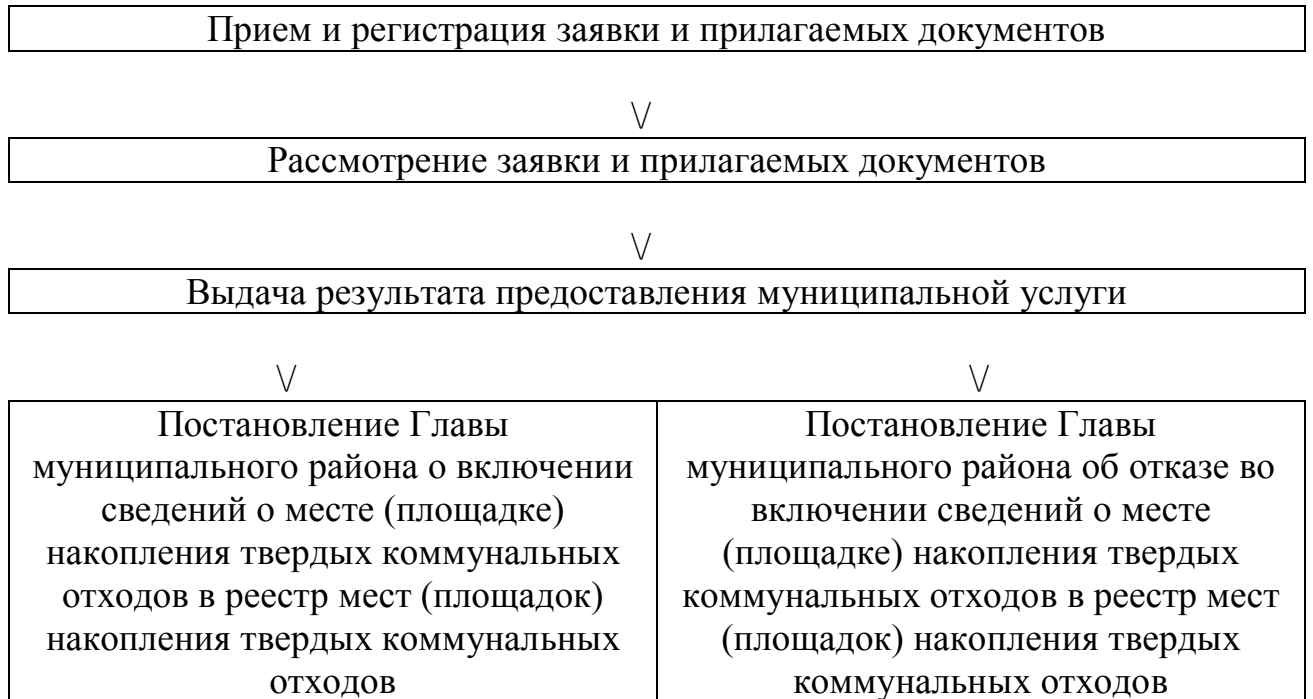 Прием и регистрация заявки и прилагаемых документов
\/
Рассмотрение заявки и прилагаемых документов
\/
Выдача результата предоставления муниципальной услуги
\/ \/
Постановление Главы
муниципального района о включении
сведений о месте (площадке)
накопления твердых коммунальных
отходов в реестр мест (площадок)
накопления твердых коммунальных
отходов
Постановление Главы
муниципального района об отказе во
включении сведений о месте
(площадке) накопления твердых
коммунальных отходов в реестр мест
(площадок) накопления твердых
коммунальных отходов